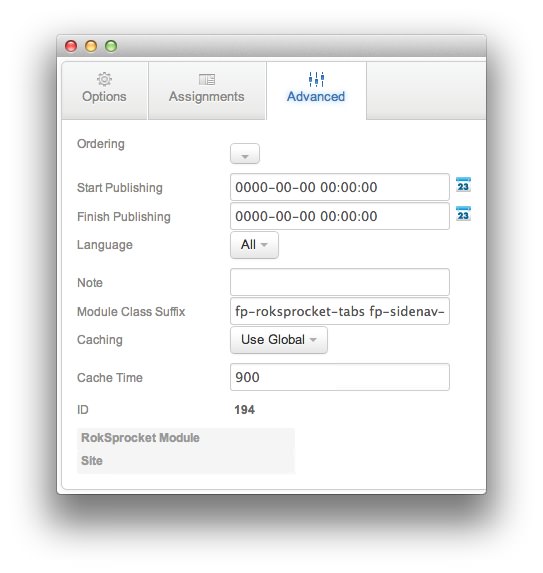 Options
Assignments
Advanced
Ordering
Start Publishing
0000-00-00 00:00:00
23
Finish Publishing
0000-00-00 00:00:00
23
Language
All
Note
Module Class Suffix
fp-roksprocket-tabs fp-sidenav-
Caching
Use Global
Cache Time
900
ID
194
RokSprocket Module
Site